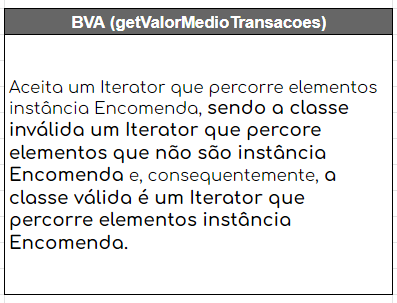 BVA (getValorMedioTransacoes)
Aceita um Iterator que percorre elementos
instância Encomenda, sendo a classe
inválida um Iterator que percore
elementos que não são instância
Encomenda e, consequentemente, a
classe válida é um Iterator que
percorre elementos instância
Encomenda.